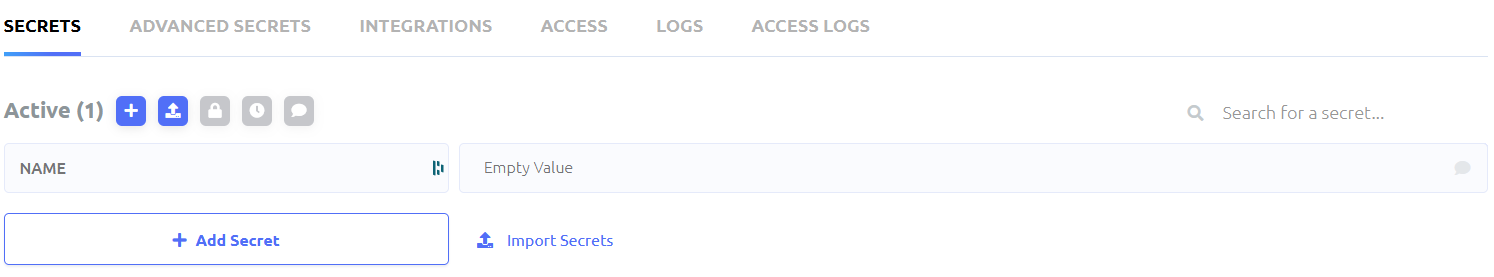 SECRETS ADVANCED SECRETS INTEGRATIONS ACCESS LOGS ACCESS LOGS
Active (1) Search for a secret...
NAME Empty Value
Add Secret Import Secrets